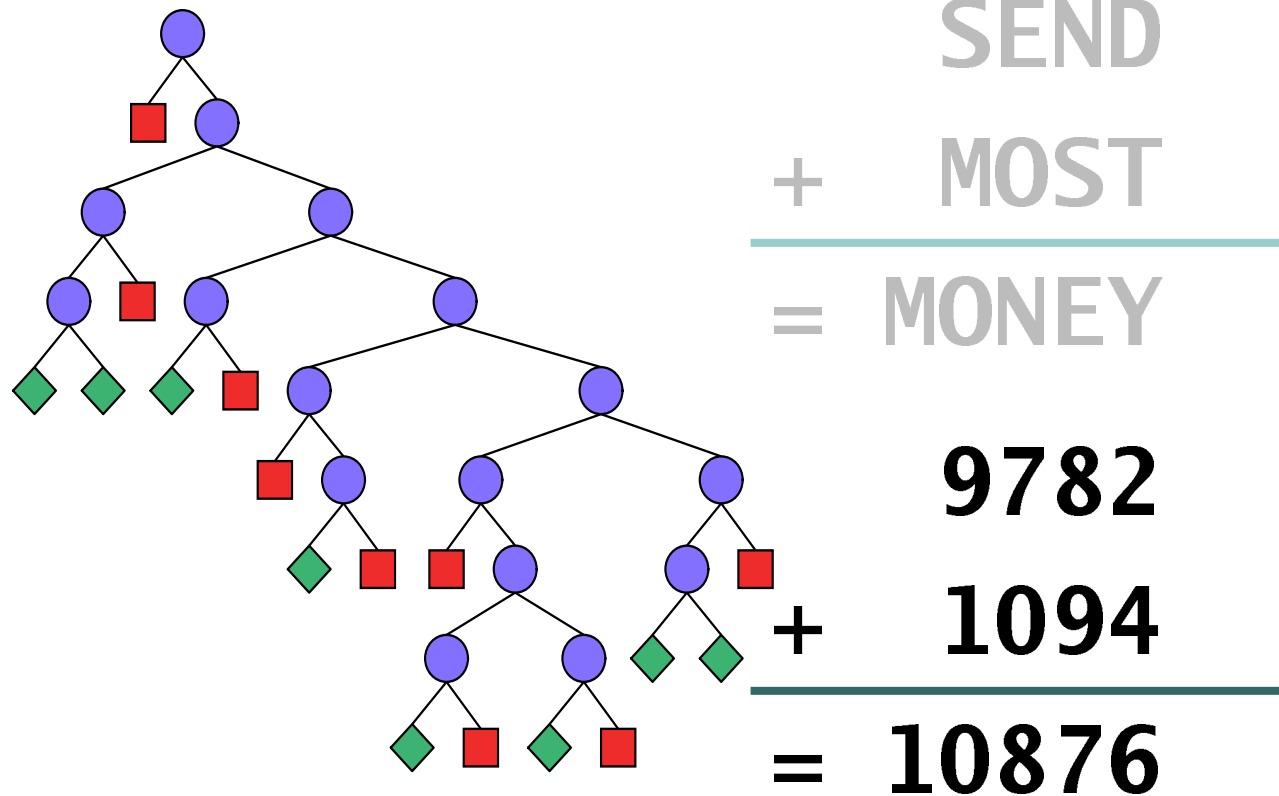 SEND
+ MOST
= MONEY
9782
+ 1094
= 10876